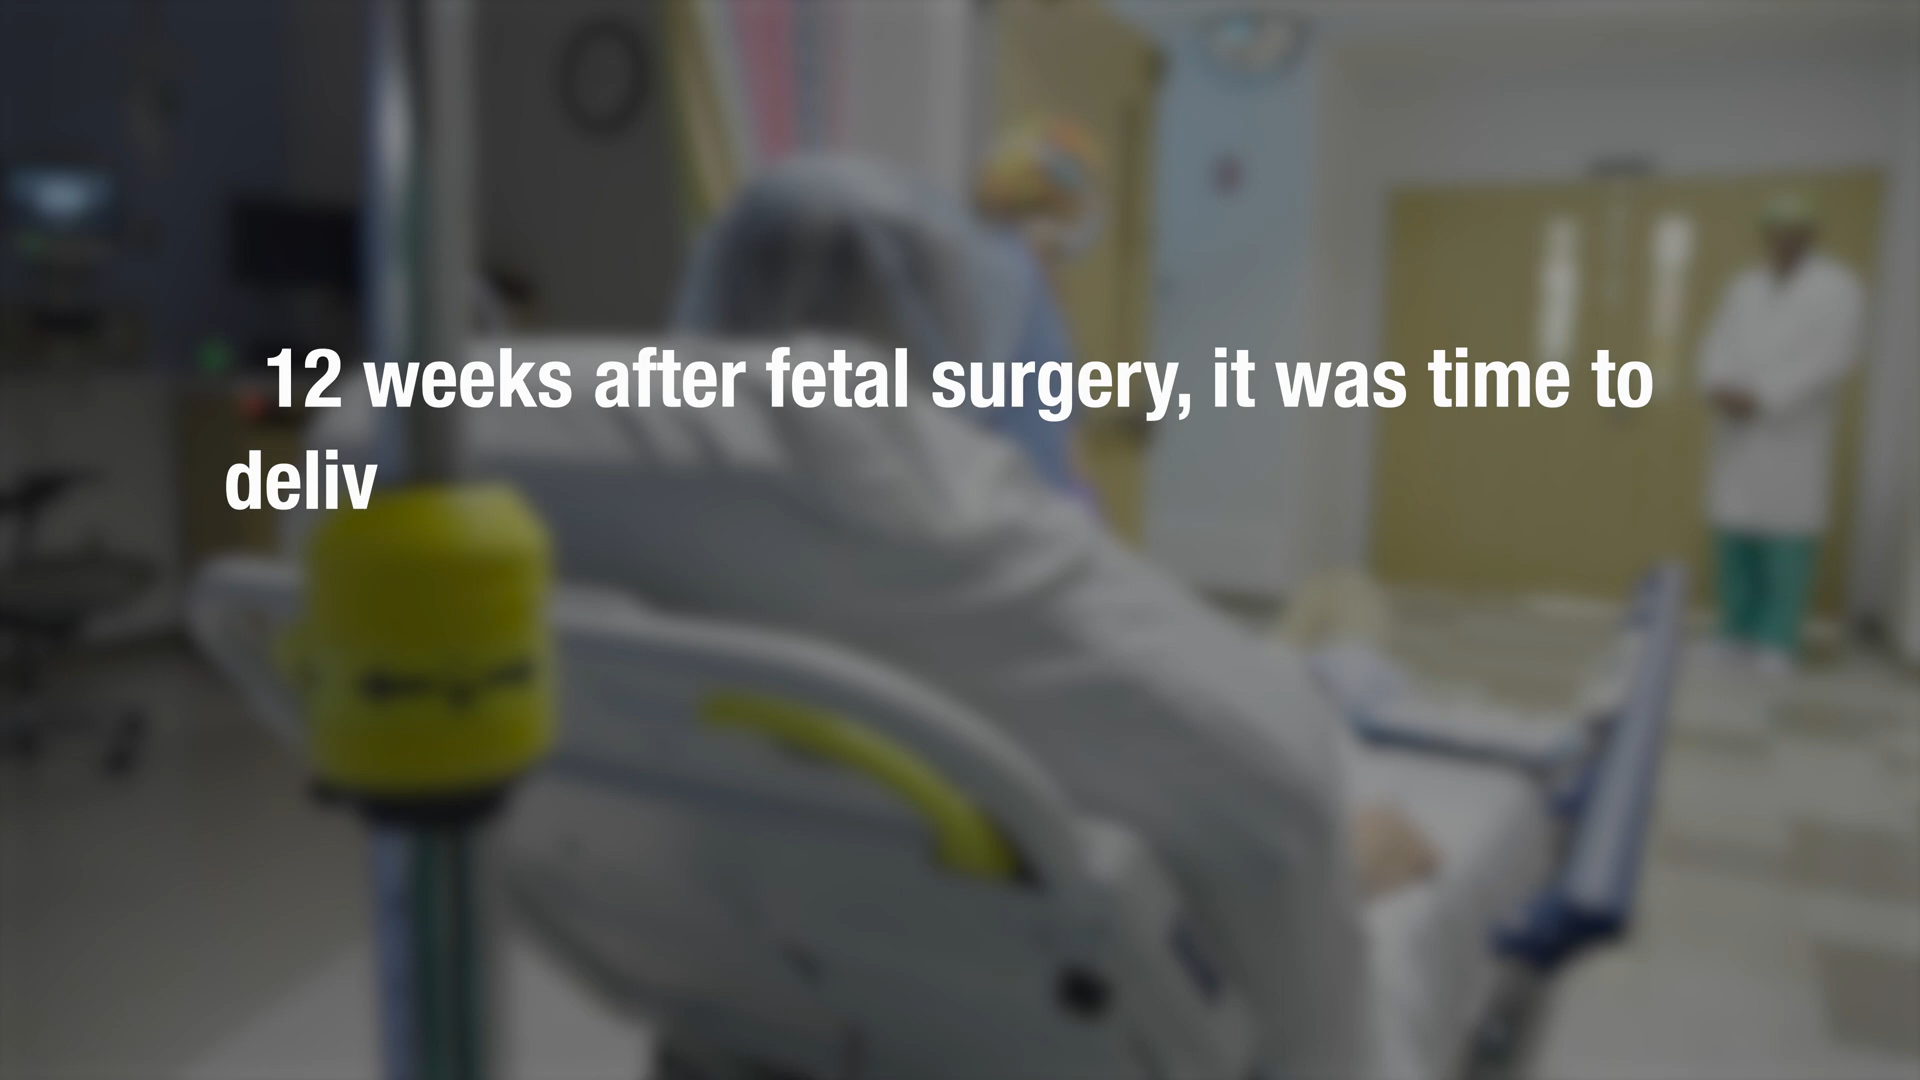 12 weeks after fetal surgery, it was time to
deliv